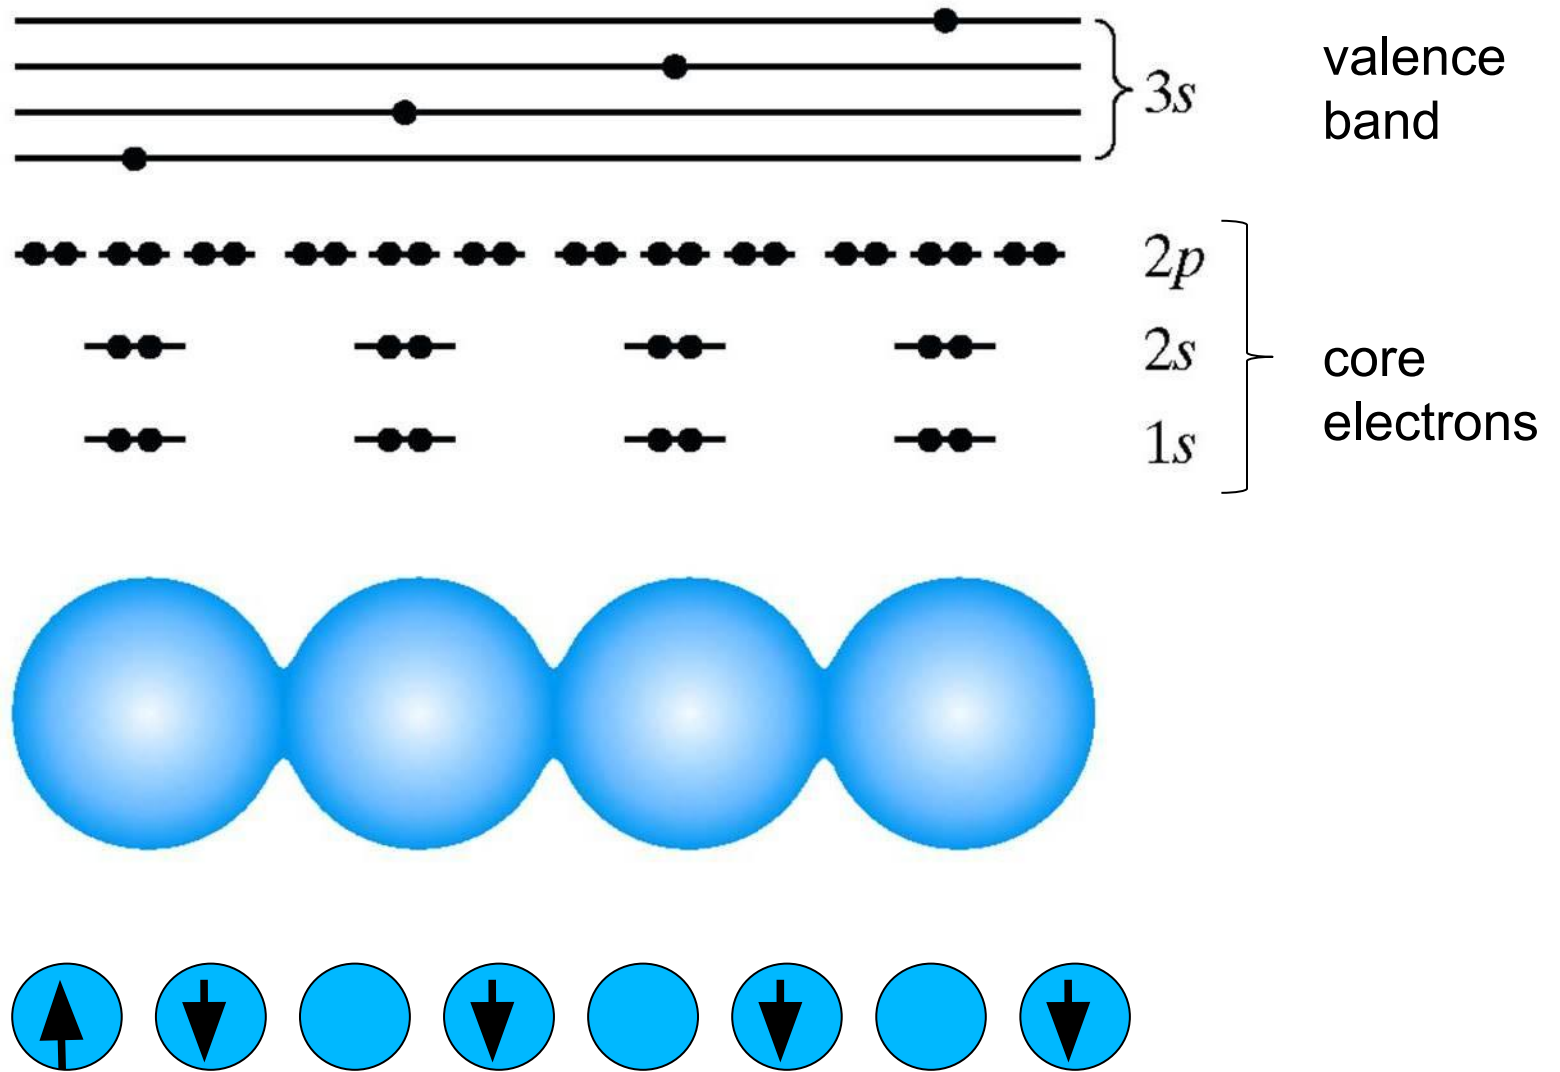 valence
band
3s
2p
2s
1s
core
electrons